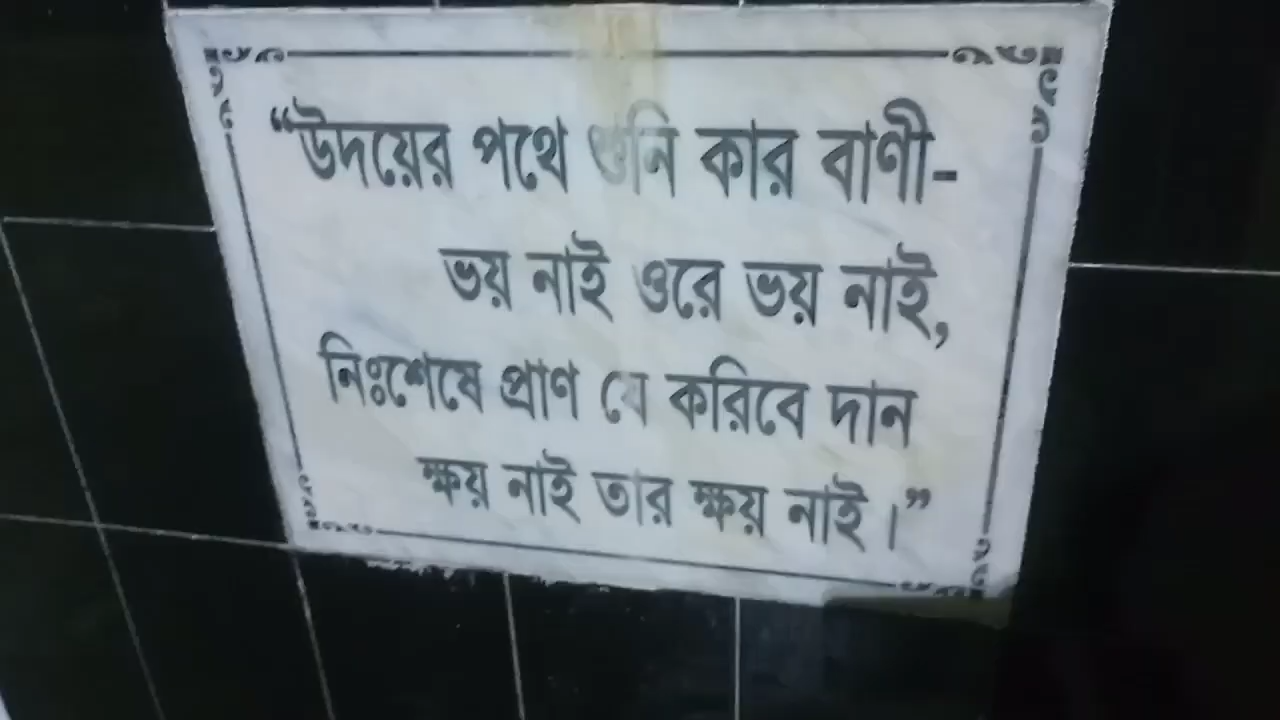 “উদয়ের পথে শুনি কার বাণী-
ভয় নাই ওরে ভয় নাই,
নিঃশেষে প্রাণ যে করিবে দান
ক্ষয় নাই তার ক্ষয় নাই।”